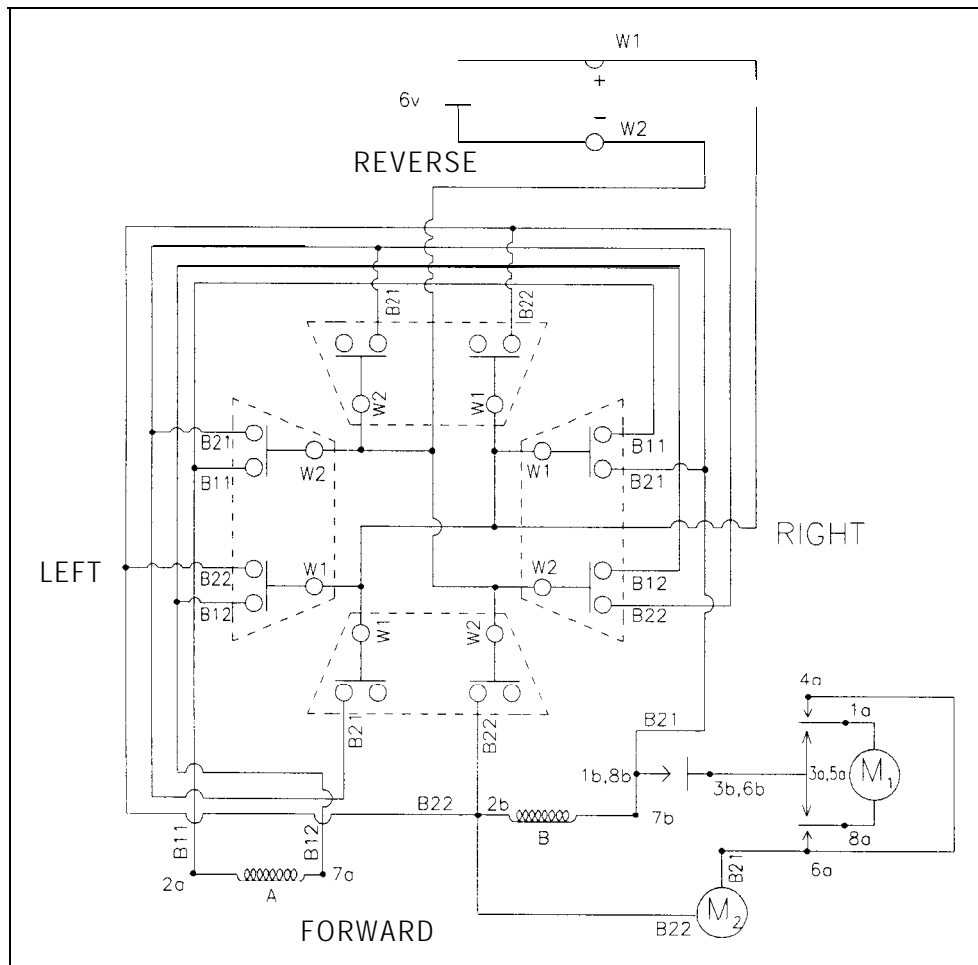 W1
+
6v
−
W2
REVERSE
B21
B22
W2
W1
B21
B11
W2
W1
B11
B21
RIGHT
LEFT
B22
B12
W1
W2
B12
B22
W1
W2
B21
B22
4a
1a
B21
1b,8b
3b,6b
3a,5a
M1
B22
2b
B
7b
8a
6a
B11
B12
2a
A
7a
B21
M2
B22
FORWARD